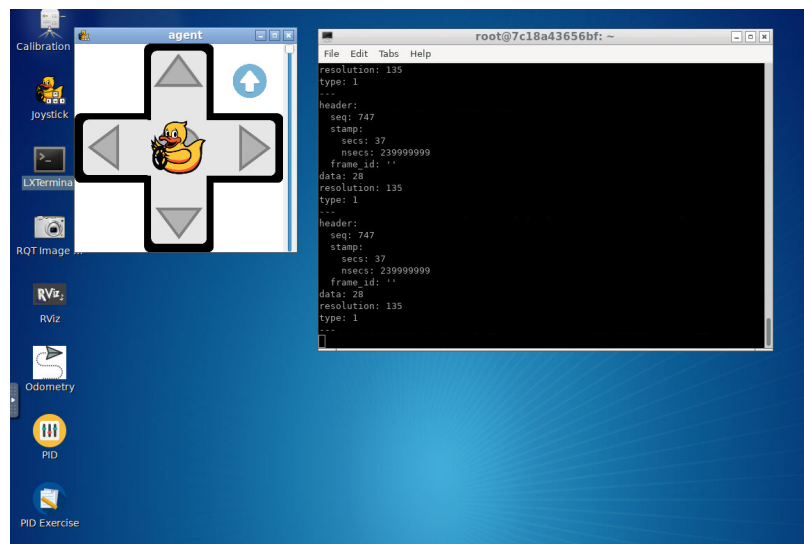 Calibration
Joystick
LXTermina
RQT Image ...
RViz
RViz
Odometry
PID
PID Exercise
agent
root@7c18a43656bf: ~
File Edit Tabs Help
resolution: 135
type: 1
---
header:
  seq: 747
  stamp:
    secs: 37
    nsecs: 239999999
  frame_id: ''
data: 28
resolution: 135
type: 1
---
header:
  seq: 747
  stamp:
    secs: 37
    nsecs: 239999999
  frame_id: ''
data: 28
resolution: 135
type: 1
---